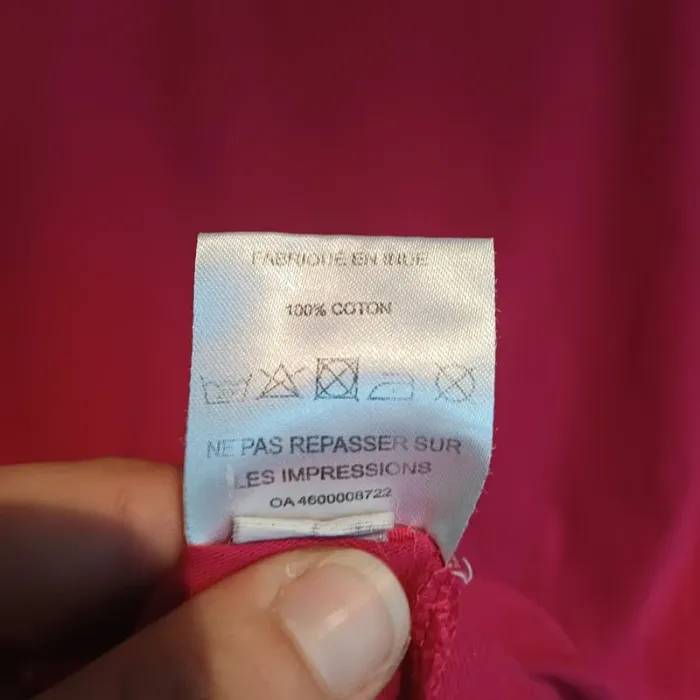 FABRIQUÉ EN INDE
100% COTON
NE PAS REPASSER SUR
LES IMPRESSIONS
OA 4600008722